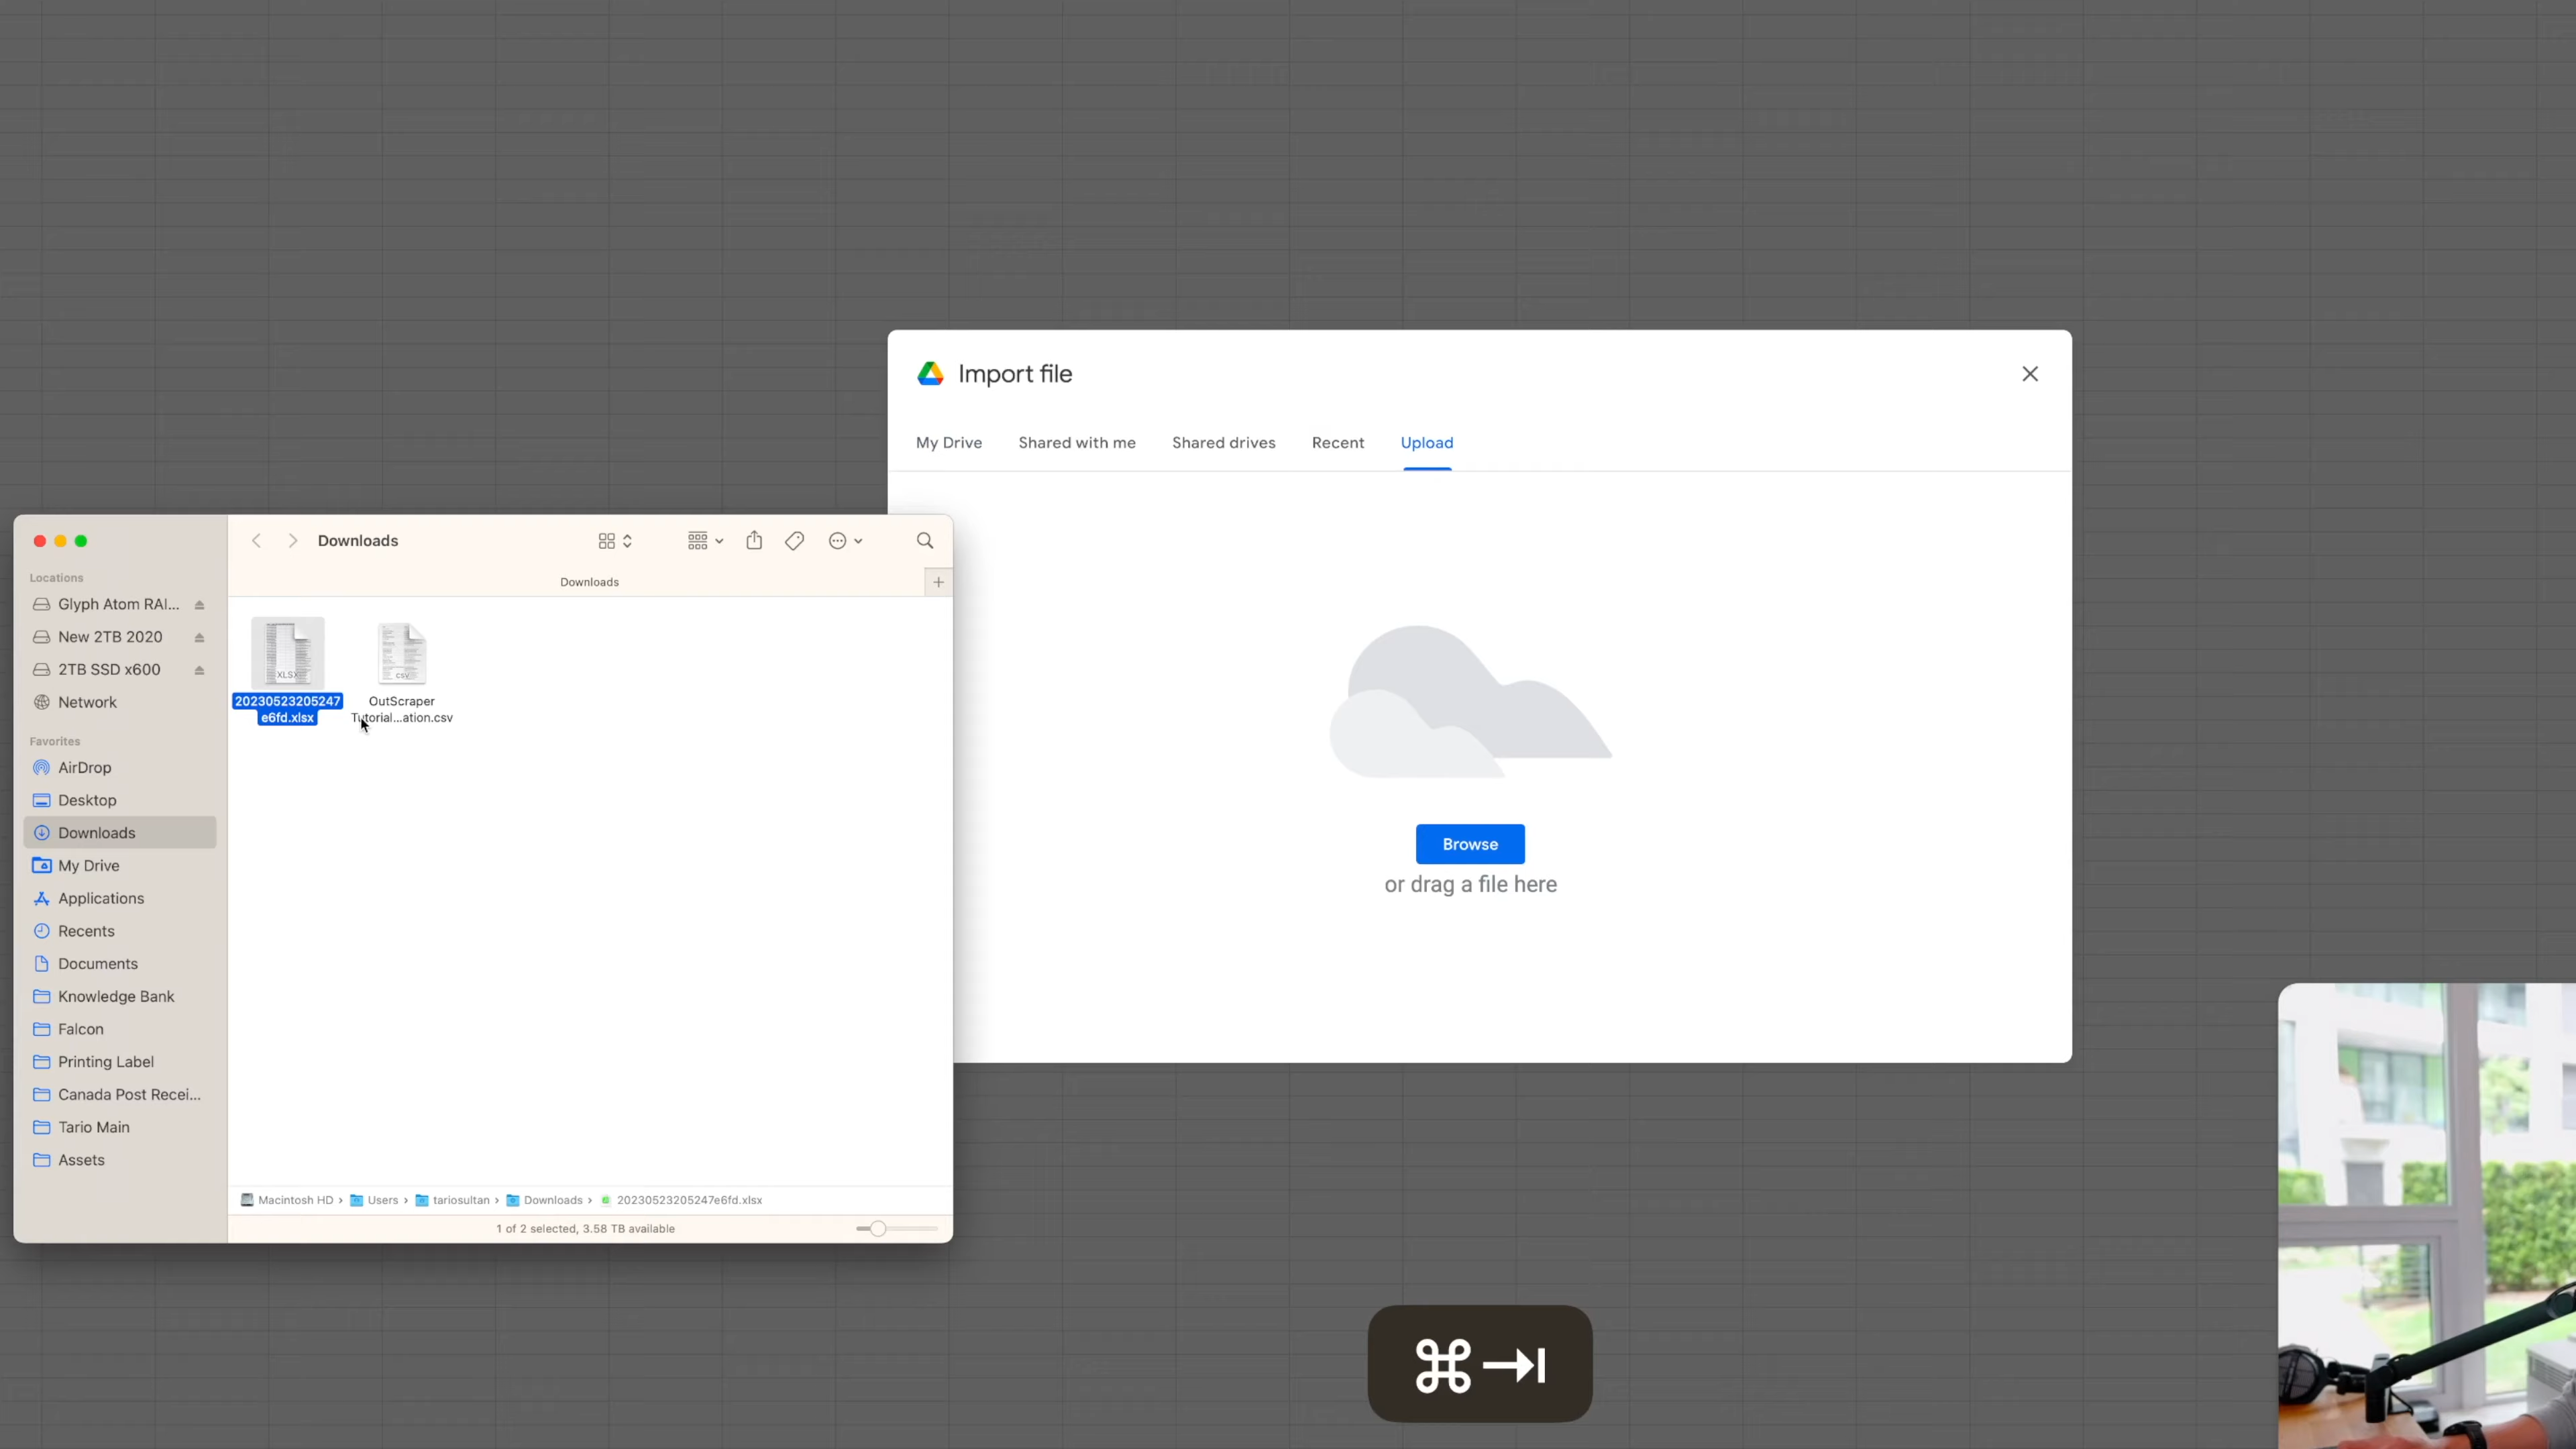 Import file
My Drive
Shared with me
Shared drives
Recent
Upload
Browse
or drag a file here
Downloads
Downloads
+
Locations
Glyph Atom RAI...
New 2TB 2020
2TB SSD x600
Network
Favorites
AirDrop
Desktop
Downloads
My Drive
Applications
Recents
Documents
Knowledge Bank
Falcon
Printing Label
Canada Post Recei...
Tario Main
Assets
XLSX
20230523205247
e6fd.xlsx
csv
OutScraper
Tutorial...ation.csv
Macintosh HD › Users › tariosultan › Downloads › 20230523205247e6fd.xlsx
1 of 2 selected, 3.58 TB available
⌘⇥